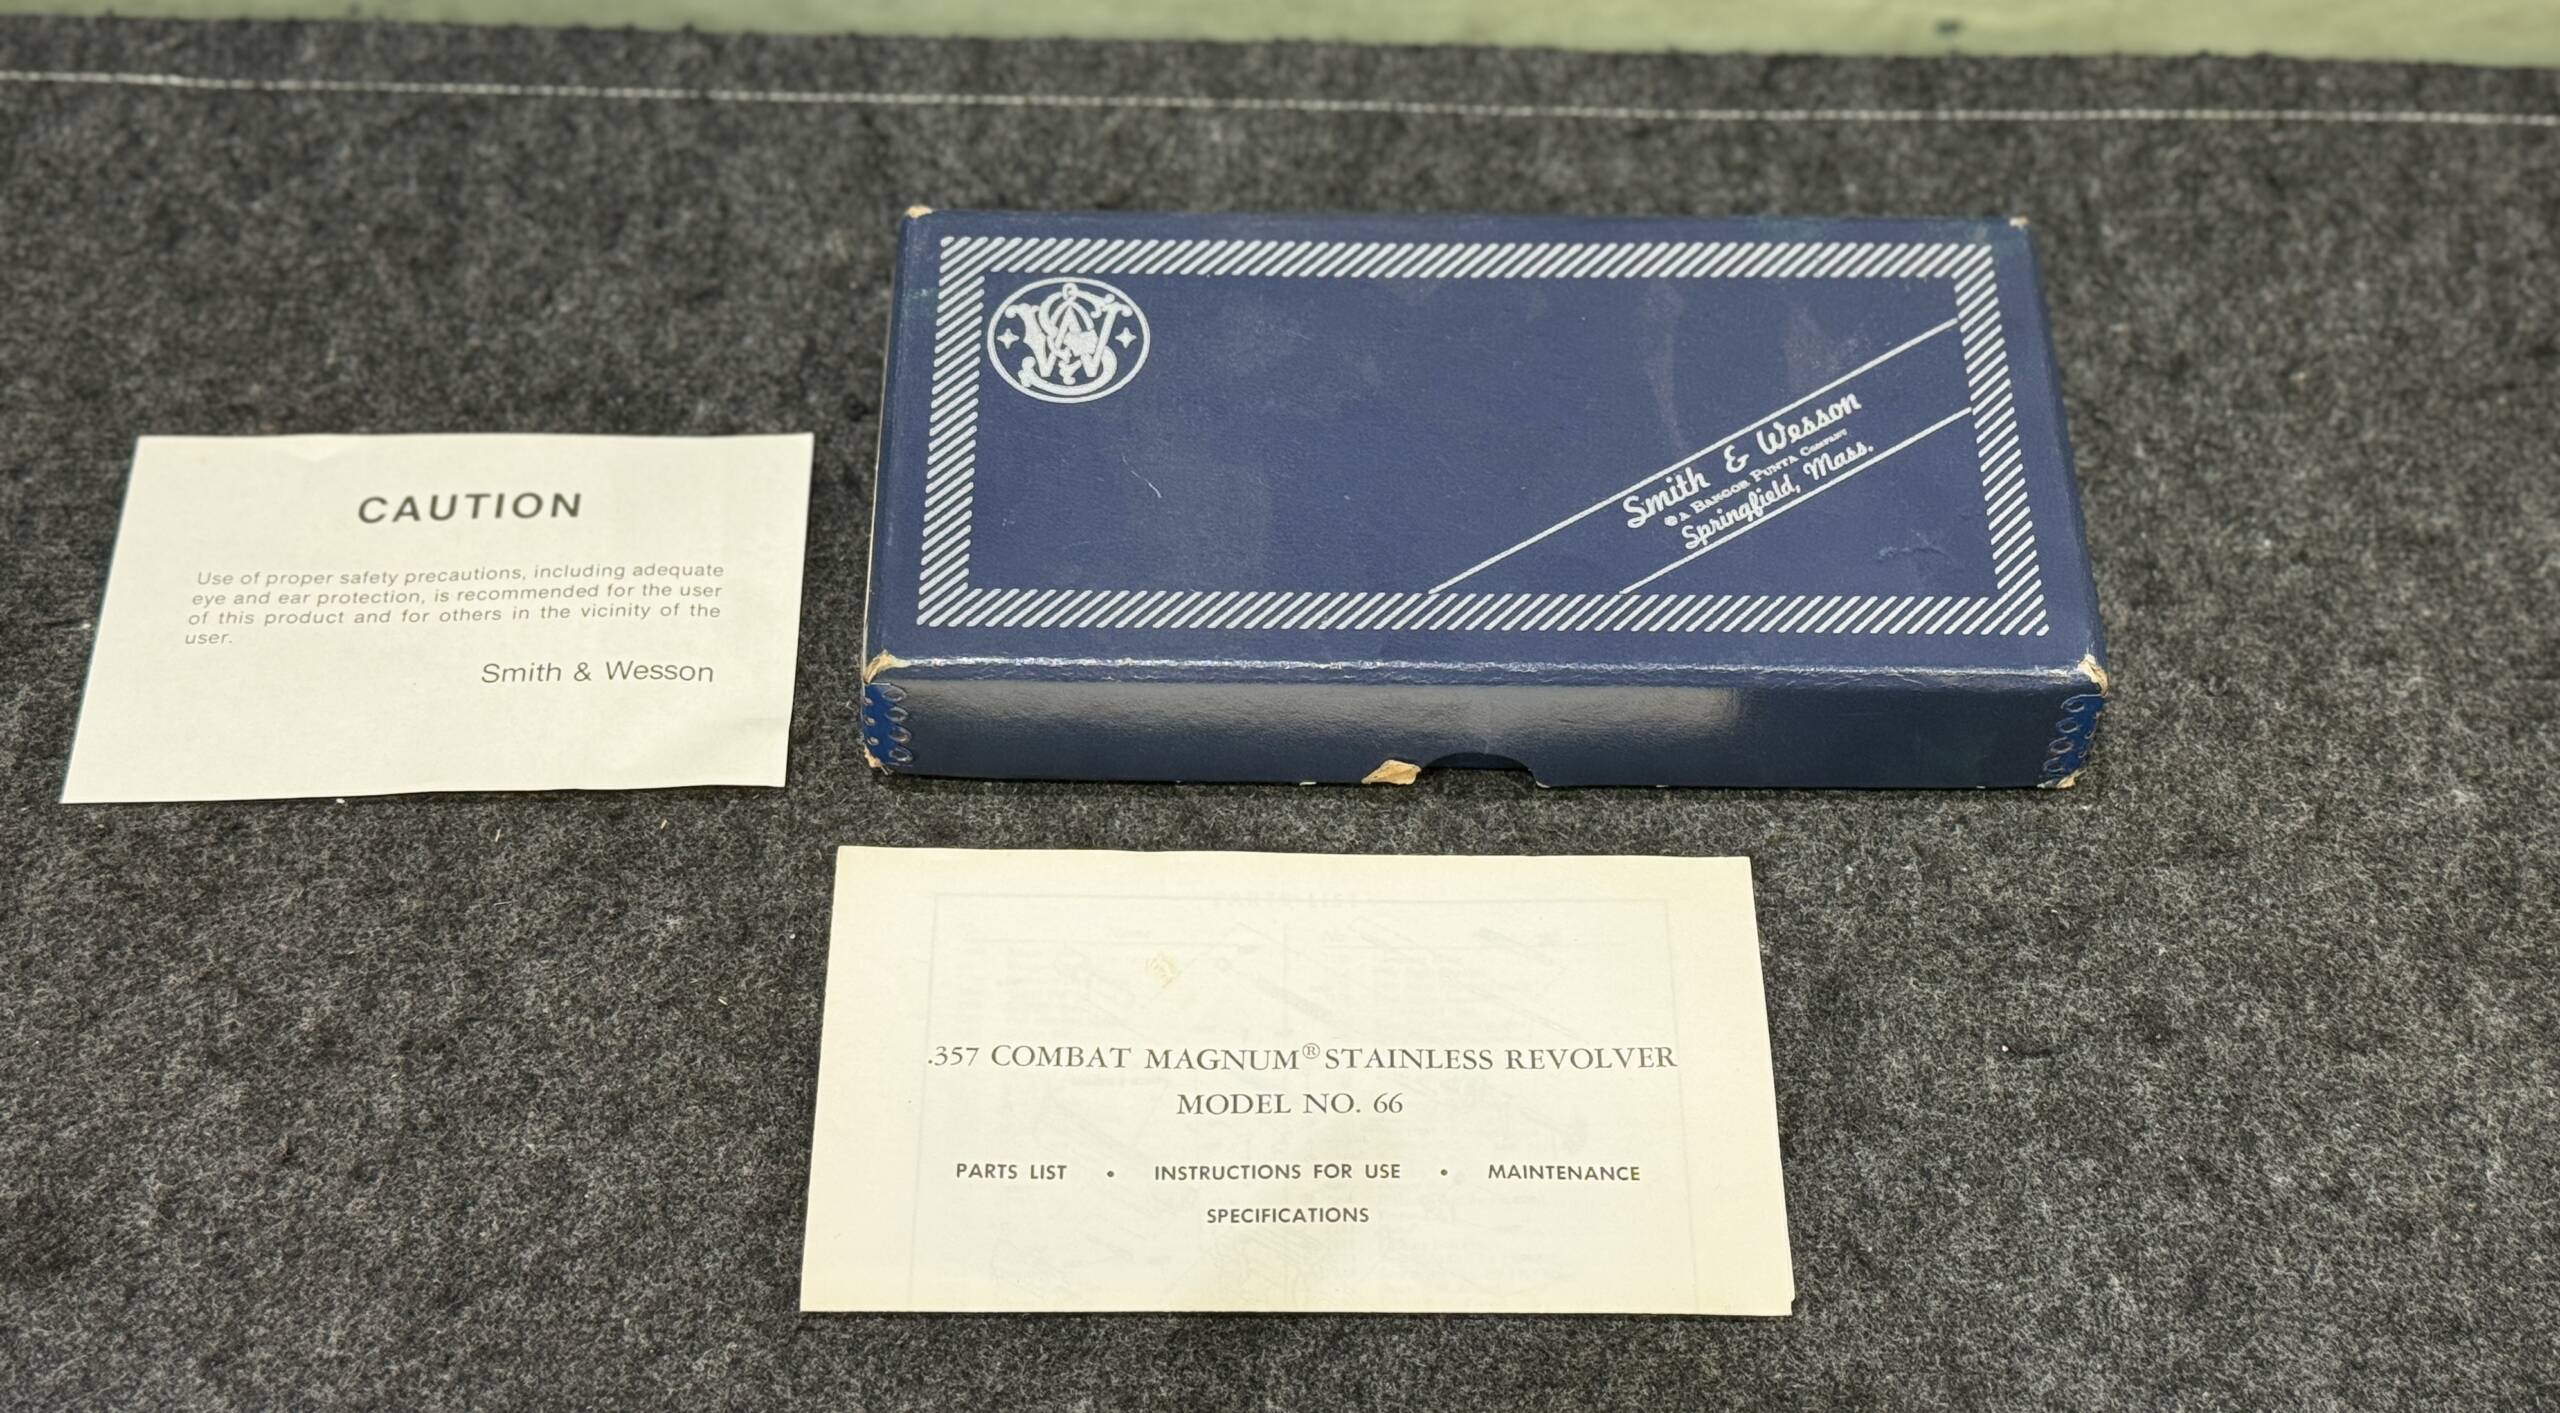 CAUTION
Use of proper safety precautions, including adequate
eye and ear protection, is recommended for the user
of this product and for others in the vicinity of the
user.
Smith & Wesson
Smith & Wesson
A BANGOR PUNTA COMPANY
Springfield, Mass.
.357 COMBAT MAGNUM® STAINLESS REVOLVER
MODEL NO. 66
PARTS LIST • INSTRUCTIONS FOR USE • MAINTENANCE
SPECIFICATIONS